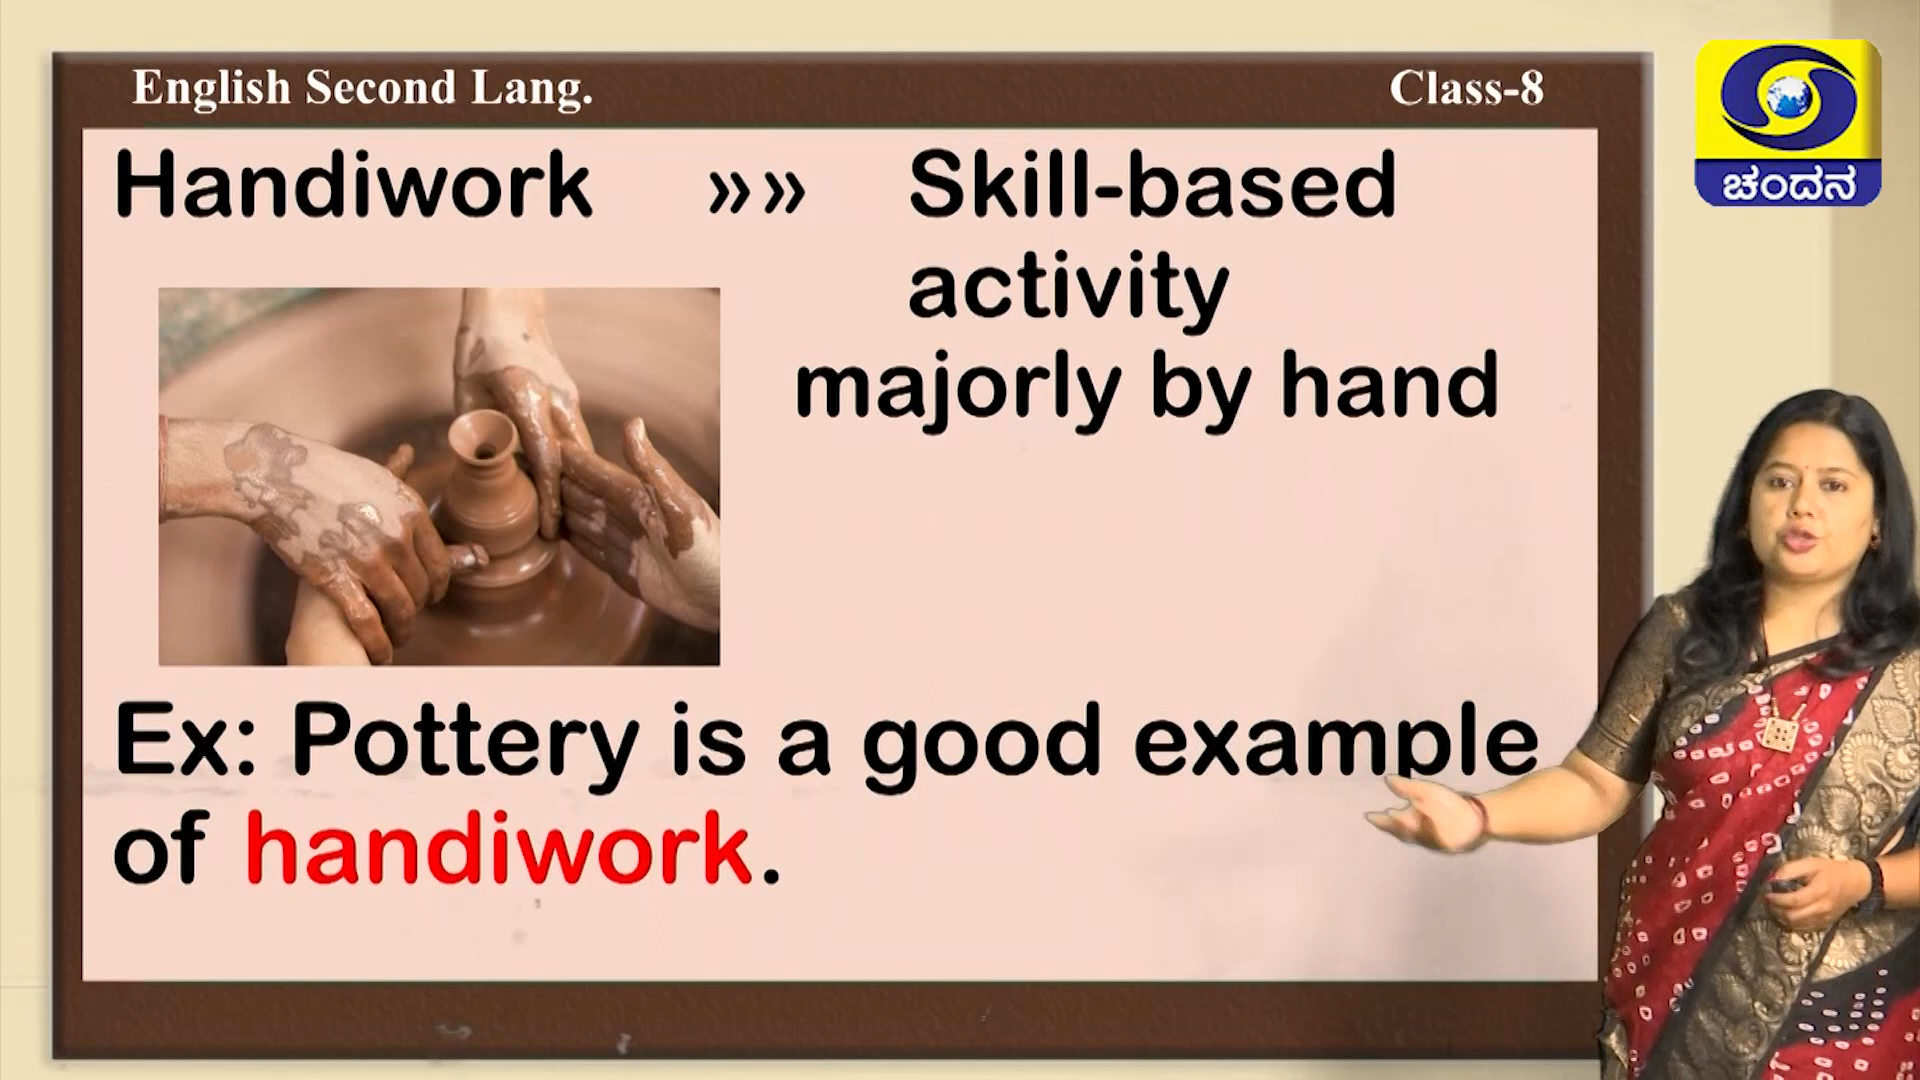 English Second Lang. Class-8
Handiwork »» Skill-based
activity
majorly by hand
Ex: Pottery is a good example
of handiwork.
ಚಂದನ